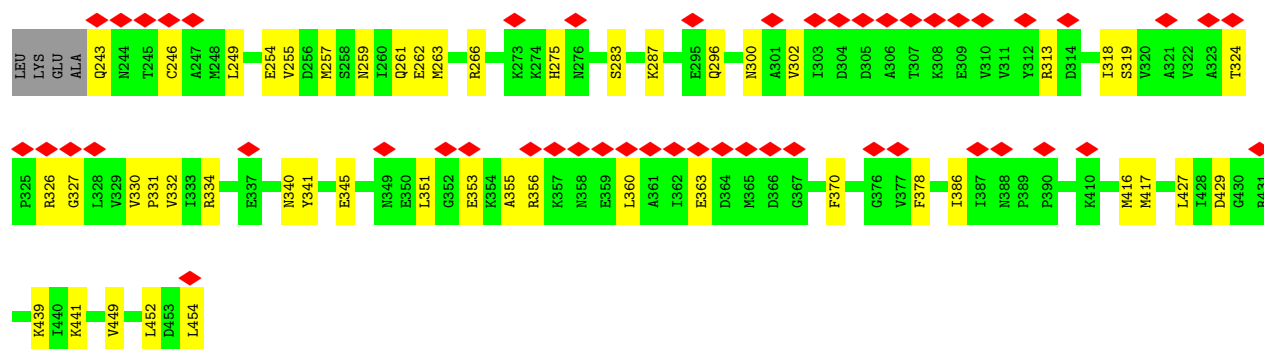 LEU LYS GLU ALA Q243 N244 T245 C246 A247 M248 L249 E254 V255 D256 M257 S258 N259 I260 Q261 E262 M263 R266 K273 K274 H275 N276 S283 K287 E295 Q296 N300 A301 V302 I303 D304 D305 A306 T307 K308 E309 V310 V311 Y312 R313 D314 I318 S319 V320 A321 V322 A323 T324
P325 R326 G327 L328 V329 V330 P331 V332 I333 R334 E337 N340 Y341 E345 N349 E350 L351 G352 E353 K354 A355 R356 K357 N358 E359 L360 A361 I362 E363 D364 M365 D366 G367 F370 G376 V377 F378 I386 I387 N388 P389 P390 K410 M416 M417 L427 I428 D429 G430 R431
K439 I440 K441 V449 L452 D453 L454